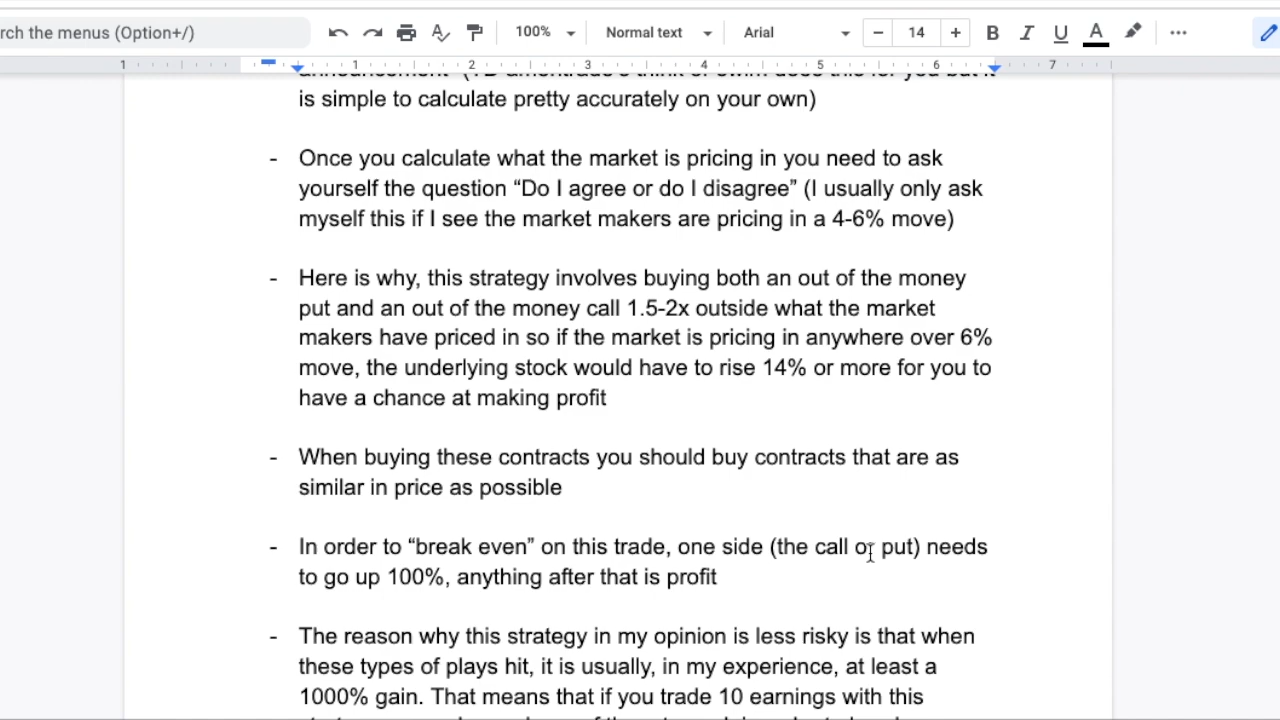 rch the menus (Option+/)
100%
Normal text
Arial
14
B I U A
1 1 2 3 4 5 6 7
is simple to calculate pretty accurately on your own)
- Once you calculate what the market is pricing in you need to ask
yourself the question “Do I agree or do I disagree” (I usually only ask
myself this if I see the market makers are pricing in a 4-6% move)
- Here is why, this strategy involves buying both an out of the money
put and an out of the money call 1.5-2x outside what the market
makers have priced in so if the market is pricing in anywhere over 6%
move, the underlying stock would have to rise 14% or more for you to
have a chance at making profit
- When buying these contracts you should buy contracts that are as
similar in price as possible
- In order to “break even” on this trade, one side (the call or put) needs
to go up 100%, anything after that is profit
- The reason why this strategy in my opinion is less risky is that when
these types of plays hit, it is usually, in my experience, at least a
1000% gain. That means that if you trade 10 earnings with this